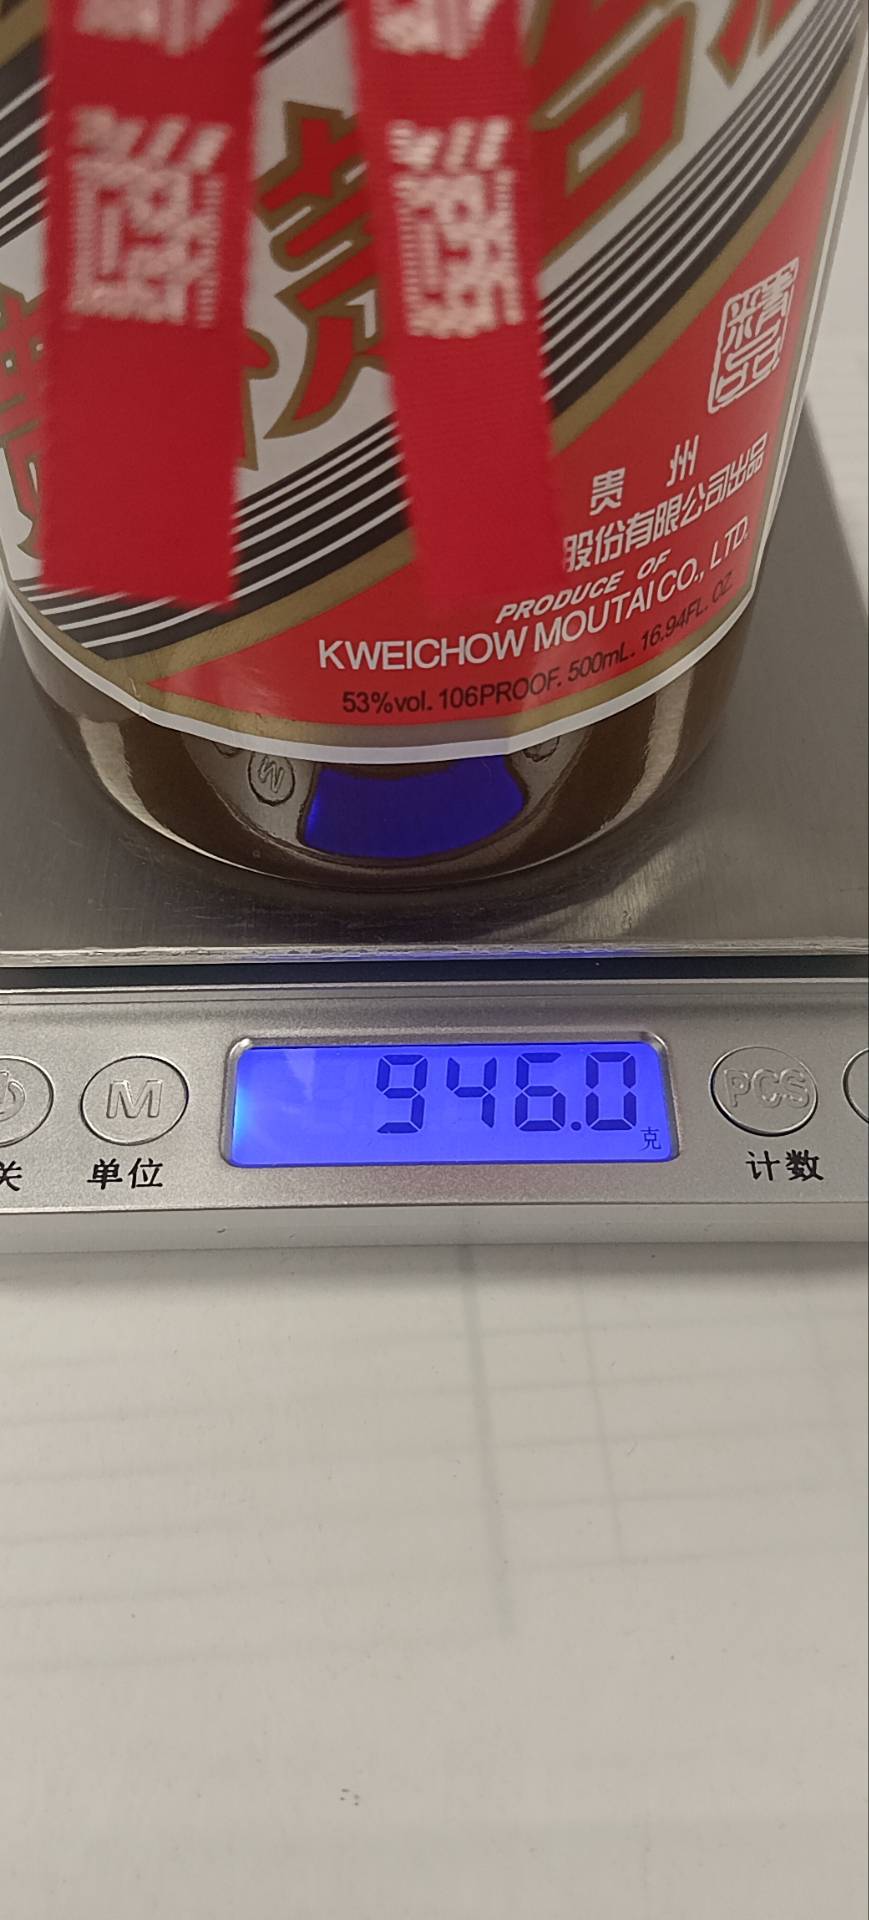 精品
贵州
股份有限公司出品
PRODUCE OF
KWEICHOW MOUTAI CO., LTD.
53%vol. 106PROOF. 500mL. 16.94FL. OZ.
M
946.0
克
M
PCS
关
单位
计数